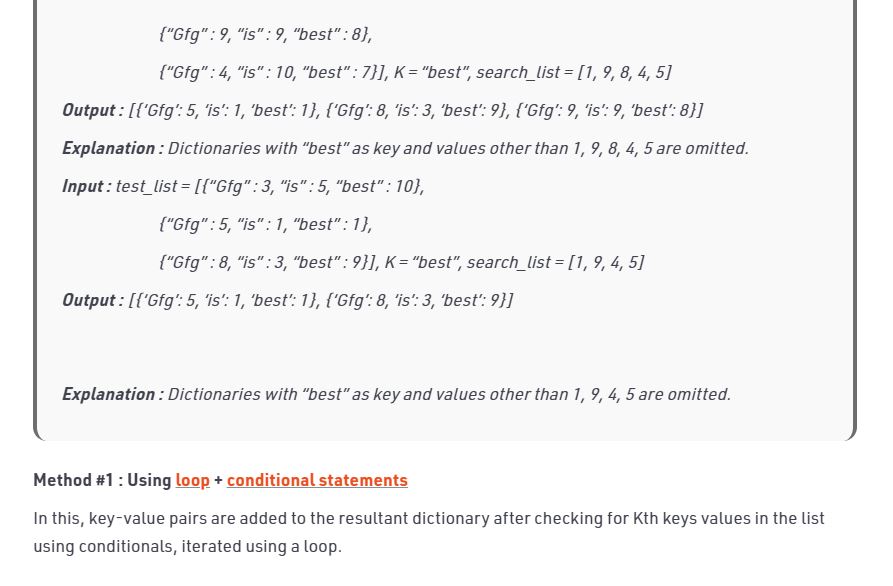 {“Gfg” : 9, “is” : 9, “best” : 8},
{“Gfg” : 4, “is” : 10, “best” : 7}], K = “best”, search_list = [1, 9, 8, 4, 5]
Output : [{‘Gfg’: 5, ‘is’: 1, ‘best’: 1}, {‘Gfg’: 8, ‘is’: 3, ‘best’: 9}, {‘Gfg’: 9, ‘is’: 9, ‘best’: 8}]
Explanation : Dictionaries with “best” as key and values other than 1, 9, 8, 4, 5 are omitted.
Input : test_list = [{“Gfg” : 3, “is” : 5, “best” : 10},
{“Gfg” : 5, “is” : 1, “best” : 1},
{“Gfg” : 8, “is” : 3, “best” : 9}], K = “best”, search_list = [1, 9, 4, 5]
Output : [{‘Gfg’: 5, ‘is’: 1, ‘best’: 1}, {‘Gfg’: 8, ‘is’: 3, ‘best’: 9}]
Explanation : Dictionaries with “best” as key and values other than 1, 9, 4, 5 are omitted.
Method #1 : Using loop + conditional statements
In this, key-value pairs are added to the resultant dictionary after checking for Kth keys values in the list
using conditionals, iterated using a loop.